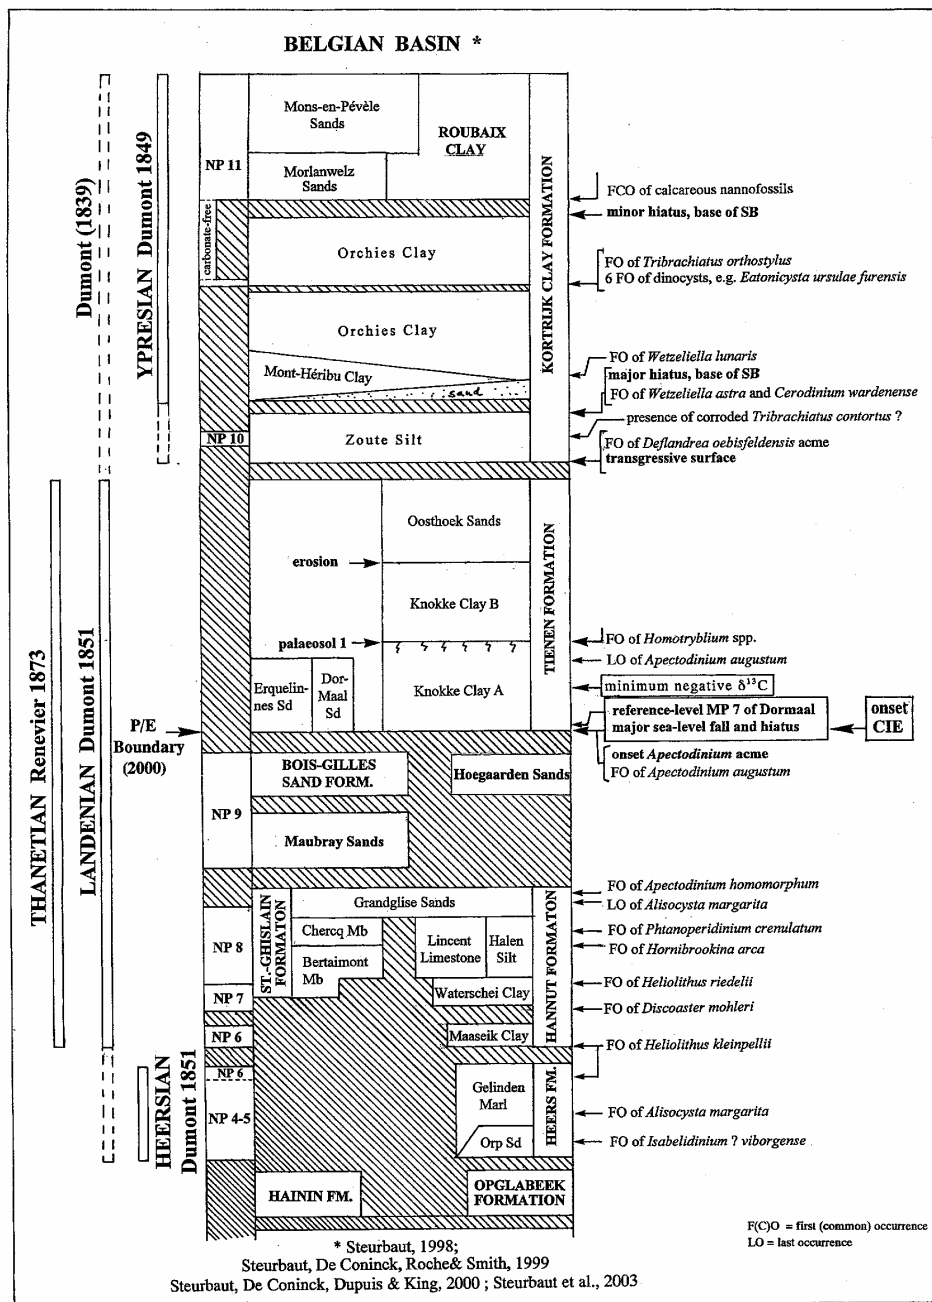 BELGIAN BASIN *
Dumont (1839)
YPRESIAN Dumont 1849
THANETIAN Renevier 1873
LANDENIAN Dumont 1851
HEERSIAN
Dumont 1851
P/E
Boundary
(2000)
NP 11
carbonate-free
NP 10
NP 9
NP 8
NP 7
NP 6
NP 6
NP 4-5
Mons-en-Pévèle
Sands
ROUBAIX
CLAY
Morlanwelz
Sands
Orchies Clay
Orchies Clay
Mont-Héribu Clay
sand
Zoute Silt
KORTRIJK CLAY FORMATION
Oosthoek Sands
erosion
Knokke Clay B
palaeosol 1
Erquelin-
nes Sd
Dor-
Maal
Sd
Knokke Clay A
TIENEN FORMATION
BOIS-GILLES
SAND FORM.
Hoegaarden Sands
Maubray Sands
ST.-GHISLAIN
FORMATON
Grandglise Sands
Chercq Mb
Bertaimont
Mb
Lincent
Limestone
Halen
Silt
Waterschei Clay
Maaseik Clay
HANNUT FORMATON
Gelinden
Marl
Orp Sd
HEERS FM.
HAININ FM.
OPGLABEEK
FORMATION
FCO of calcareous nannofossils
minor hiatus, base of SB
FO of Tribrachiatus orthostylus
6 FO of dinocysts, e.g. Eatonicysta ursulae furensis
FO of Wetzeliella lunaris
major hiatus, base of SB
FO of Wetzeliella astra and Cerodinium wardenense
presence of corroded Tribrachiatus contortus ?
FO of Deflandrea oebisfeldensis acme
transgressive surface
FO of Homotryblium spp.
LO of Apectodinium augustum
minimum negative δ¹³C
reference-level MP 7 of Dormaal
major sea-level fall and hiatus
onset
CIE
onset Apectodinium acme
FO of Apectodinium augustum
FO of Apectodinium homomorphum
LO of Alisocysta margarita
FO of Phtanoperidinium crenulatum
FO of Hornibrookina arca
FO of Heliolithus riedelii
FO of Discoaster mohleri
FO of Heliolithus kleinpellii
FO of Alisocysta margarita
FO of Isabelidinium ? viborgense
F(C)O = first (common) occurrence
LO = last occurrence
* Steurbaut, 1998;
Steurbaut, De Coninck, Roche& Smith, 1999
Steurbaut, De Coninck, Dupuis & King, 2000 ; Steurbaut et al., 2003